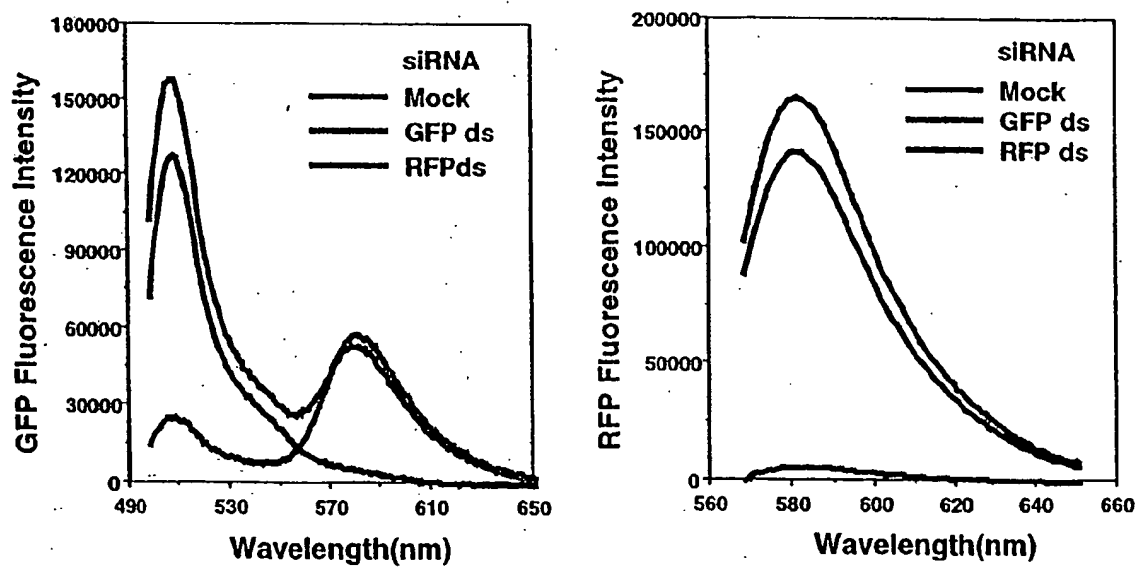 180000
150000
120000
90000
60000
30000
0
490
530
570
610
650
GFP Fluorescence Intensity
Wavelength(nm)
siRNA
Mock
GFP ds
RFPds
200000
150000
100000
50000
0
560
580
600
620
640
660
RFP Fluorescence Intensity
Wavelength(nm)
siRNA
Mock
GFP ds
RFP ds